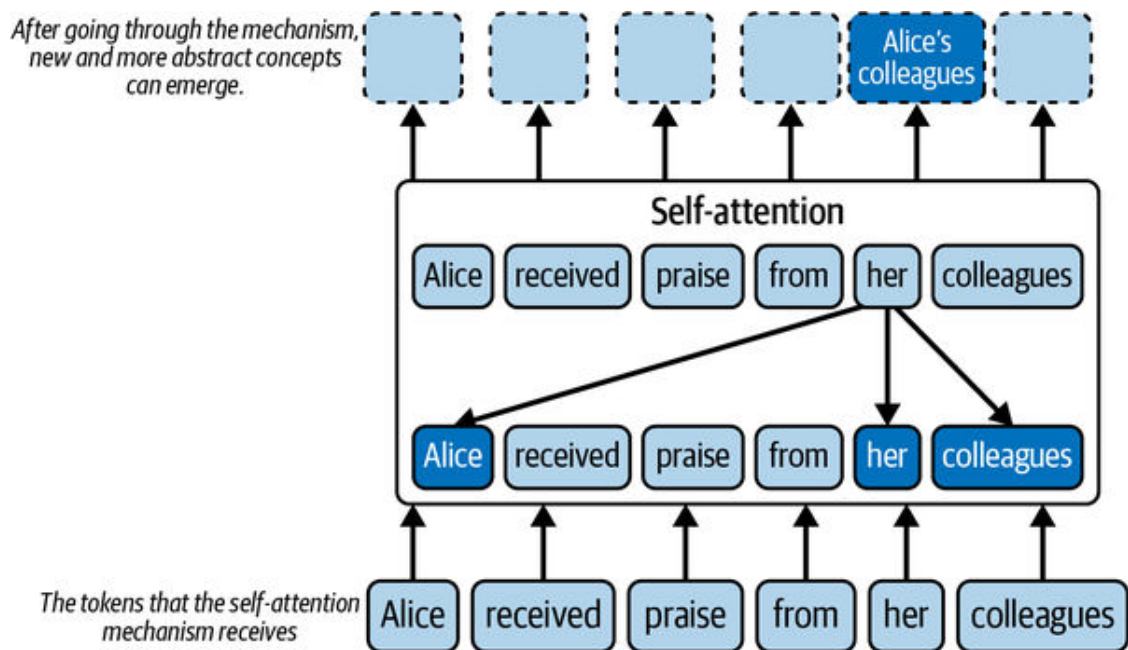 After going through the mechanism,
new and more abstract concepts
can emerge.
Alice's
colleagues
Self-attention
Alice received praise from her colleagues
Alice received praise from her colleagues
The tokens that the self-attention
mechanism receives
Alice received praise from her colleagues